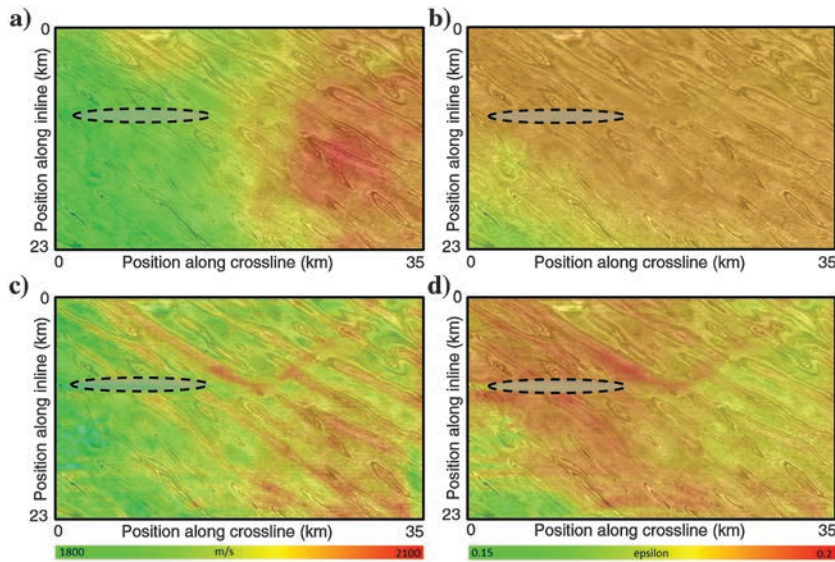 a)
0
Position along inline (km)
23
0
Position along crossline (km)
35
b)
0
Position along inline (km)
23
0
Position along crossline (km)
35
c)
0
Position along inline (km)
23
0
Position along crossline (km)
35
1800
m/s
2100
d)
0
Position along inline (km)
23
0
Position along crossline (km)
35
0.15
epsilon
0.2